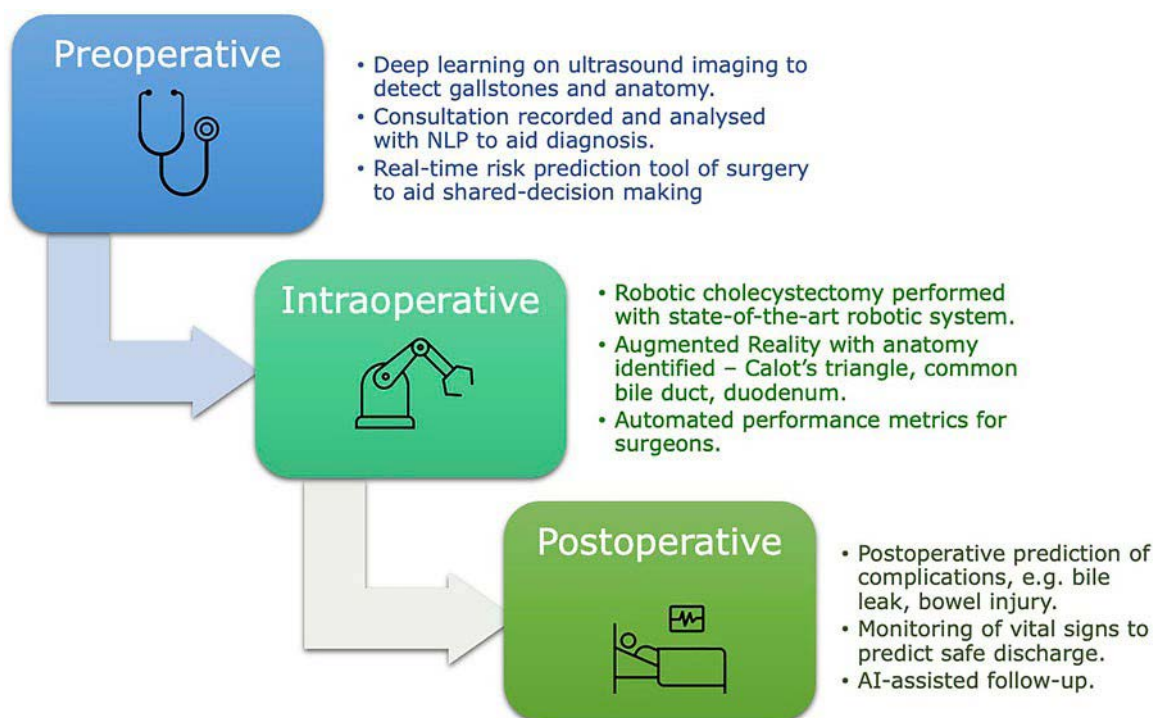 Preoperative
• Deep learning on ultrasound imaging to
detect gallstones and anatomy.
• Consultation recorded and analysed
with NLP to aid diagnosis.
• Real-time risk prediction tool of surgery
to aid shared-decision making
Intraoperative
• Robotic cholecystectomy performed
with state-of-the-art robotic system.
• Augmented Reality with anatomy
identified – Calot's triangle, common
bile duct, duodenum.
• Automated performance metrics for
surgeons.
Postoperative
• Postoperative prediction of
complications, e.g. bile
leak, bowel injury.
• Monitoring of vital signs to
predict safe discharge.
• AI-assisted follow-up.